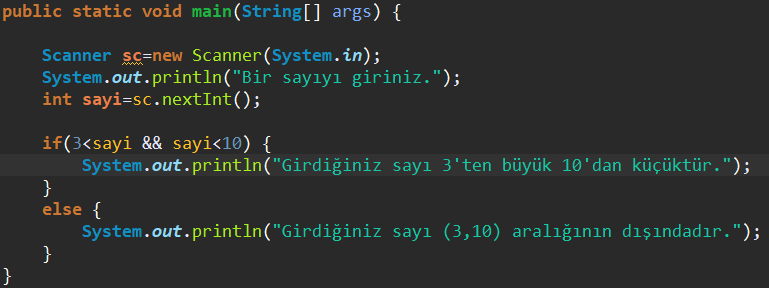 public static void main(String[] args) {
Scanner sc=new Scanner(System.in);
System.out.println("Bir sayıyı giriniz.");
int sayi=sc.nextInt();
if(3<sayi && sayi<10) {
System.out.println("Girdiğiniz sayı 3'ten büyük 10'dan küçüktür.");
}
else {
System.out.println("Girdiğiniz sayı (3,10) aralığının dışındadır.");
}
}